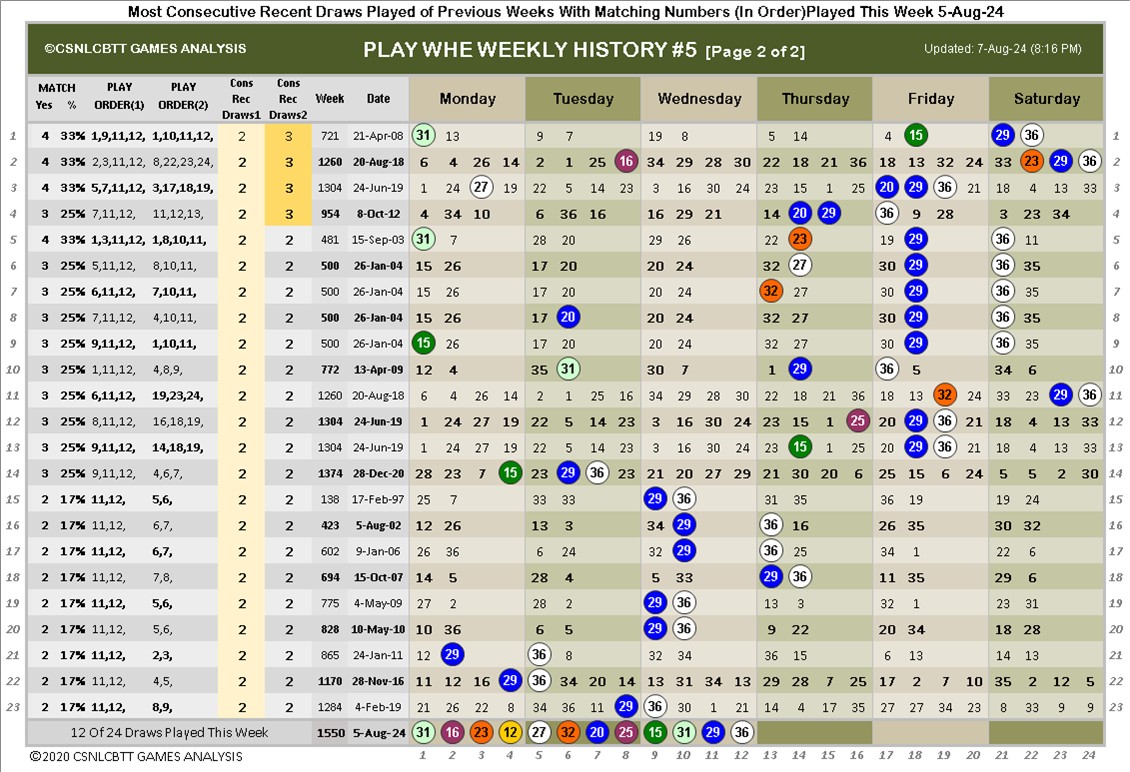 Most Consecutive Recent Draws Played of Previous Weeks With Matching Numbers (In Order)Played This Week 5-Aug-24
©CSNLCBTT GAMES ANALYSIS PLAY WHE WEEKLY HISTORY #5 [Page 2 of 2] Updated: 7-Aug-24 (8:16 PM)
MATCH Yes % PLAY ORDER(1) PLAY ORDER(2) Cons Rec Draws1 Cons Rec Draws2 Week Date Monday Tuesday Wednesday Thursday Friday Saturday
1 4 33% 1,9,11,12, 1,10,11,12, 2 3 721 21-Apr-08 31 13 9 7 19 8 5 14 4 15 29 36 1
2 4 33% 2,3,11,12, 8,22,23,24, 2 3 1260 20-Aug-18 6 4 26 14 2 1 25 16 34 29 28 30 22 18 21 36 18 13 32 20 33 23 29 36 2
3 4 33% 5,7,11,12, 3,17,18,19, 2 3 1304 24-Jun-19 1 24 27 19 22 5 14 23 3 16 30 24 23 15 1 25 20 29 36 21 18 4 13 33 3
4 3 25% 7,11,12, 11,12,13, 2 3 954 8-Oct-12 4 34 10 6 36 16 16 29 21 14 20 29 36 9 28 3 23 34 4
5 4 33% 1,3,11,12, 1,8,10,11, 2 2 481 15-Sep-03 31 7 28 20 29 26 22 23 19 29 36 11 5
6 3 25% 5,11,12, 8,10,11, 2 2 500 26-Jan-04 15 26 17 20 20 24 32 27 30 29 36 35 6
7 3 25% 6,11,12, 7,10,11, 2 2 500 26-Jan-04 15 26 17 20 20 24 32 27 30 29 36 35 7
8 3 25% 7,11,12, 4,10,11, 2 2 500 26-Jan-04 15 26 17 20 20 24 32 27 30 29 36 35 8
9 3 25% 9,11,12, 1,10,11, 2 2 500 26-Jan-04 15 26 17 20 20 24 32 27 30 29 36 35 9
10 3 25% 1,11,12, 4,8,9, 2 2 772 13-Apr-09 12 4 35 31 30 7 1 29 36 5 34 6 10
11 3 25% 6,11,12, 19,23,24, 2 2 1260 20-Aug-18 6 4 26 14 2 1 25 16 34 29 28 30 22 18 21 36 18 13 32 24 33 23 29 36 11
12 3 25% 8,11,12, 16,18,19, 2 2 1304 24-Jun-19 1 24 27 19 22 5 14 23 3 16 30 24 23 15 1 25 20 29 36 21 18 4 13 33 12
13 3 25% 9,11,12, 14,18,19, 2 2 1304 24-Jun-19 1 24 27 19 22 5 14 23 3 16 30 24 23 15 1 25 20 29 36 21 18 4 13 33 13
14 3 25% 9,11,12, 4,6,7, 2 2 1374 28-Dec-20 28 23 7 15 23 29 36 23 21 20 27 29 21 30 20 6 25 15 6 24 5 5 2 30 14
15 2 17% 11,12, 5,6, 2 2 138 17-Feb-97 25 7 33 33 29 36 31 35 36 19 19 24 15
16 2 17% 11,12, 6,7, 2 2 423 5-Aug-02 12 26 13 3 34 29 36 16 26 35 30 32 16
17 2 17% 11,12, 6,7, 2 2 602 9-Jan-06 26 36 6 24 32 29 36 25 34 1 22 6 17
18 2 17% 11,12, 7,8, 2 2 694 15-Oct-07 14 5 28 4 5 33 29 36 11 35 29 6 18
19 2 17% 11,12, 5,6, 2 2 775 4-May-09 27 2 28 2 29 36 13 3 32 1 23 31 19
20 2 17% 11,12, 5,6, 2 2 828 10-May-10 10 36 6 5 29 36 9 22 20 34 18 28 20
21 2 17% 11,12, 2,3, 2 2 865 24-Jan-11 12 29 36 8 32 34 36 15 6 13 14 13 21
22 2 17% 11,12, 4,5, 2 2 1170 28-Nov-16 11 12 16 29 36 34 20 14 13 31 34 13 29 28 7 25 17 2 7 10 35 2 12 5 22
23 2 17% 11,12, 8,9, 2 2 1284 4-Feb-19 21 26 22 8 34 36 11 29 36 30 1 21 14 4 17 35 27 27 34 23 8 33 9 9 23
12 Of 24 Draws Played This Week 1550 5-Aug-24 31 16 23 12 27 32 20 25 15 31 29 36
©2020 CSNLCBTT GAMES ANALYSIS 1 2 3 4 5 6 7 8 9 10 11 12 13 14 15 16 17 18 19 20 21 22 23 24